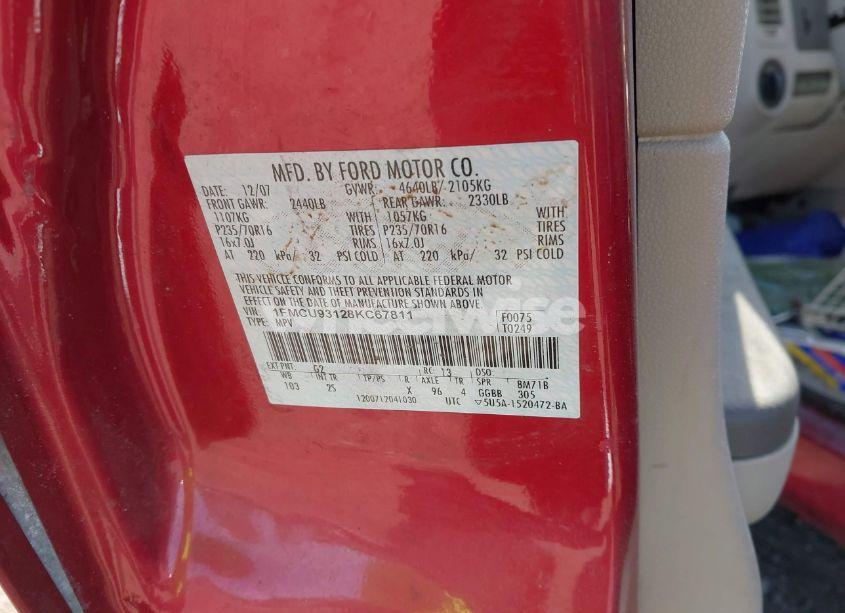 MFD. BY FORD MOTOR CO.
DATE: 12/07 GVWR: 4640LB/ 2105KG
FRONT GAWR: 2440LB REAR GAWR: 2330LB
1107KG WITH 1057KG WITH
P235/70R16 TIRES P235/70R16 TIRES
16x7.0J RIMS 16x7.0J RIMS
AT 220 kPa/ 32 PSI COLD AT 220 kPa/ 32 PSI COLD
THIS VEHICLE CONFORMS TO ALL APPLICABLE FEDERAL MOTOR
VEHICLE SAFETY AND THEFT PREVENTION STANDARDS IN
EFFECT ON THE DATE OF MANUFACTURE SHOWN ABOVE.
VIN: 1FMCU93128KC67811 F0075
TYPE: MPV T0249
EXT PNT: G2 RC: 13 DSO:
WB INT TR TP/PS R AXLE TR SPR BM71B
103 2S X 96 4 GGBB 305
1200712041030 UTC ▽5U5A-1520472-BA